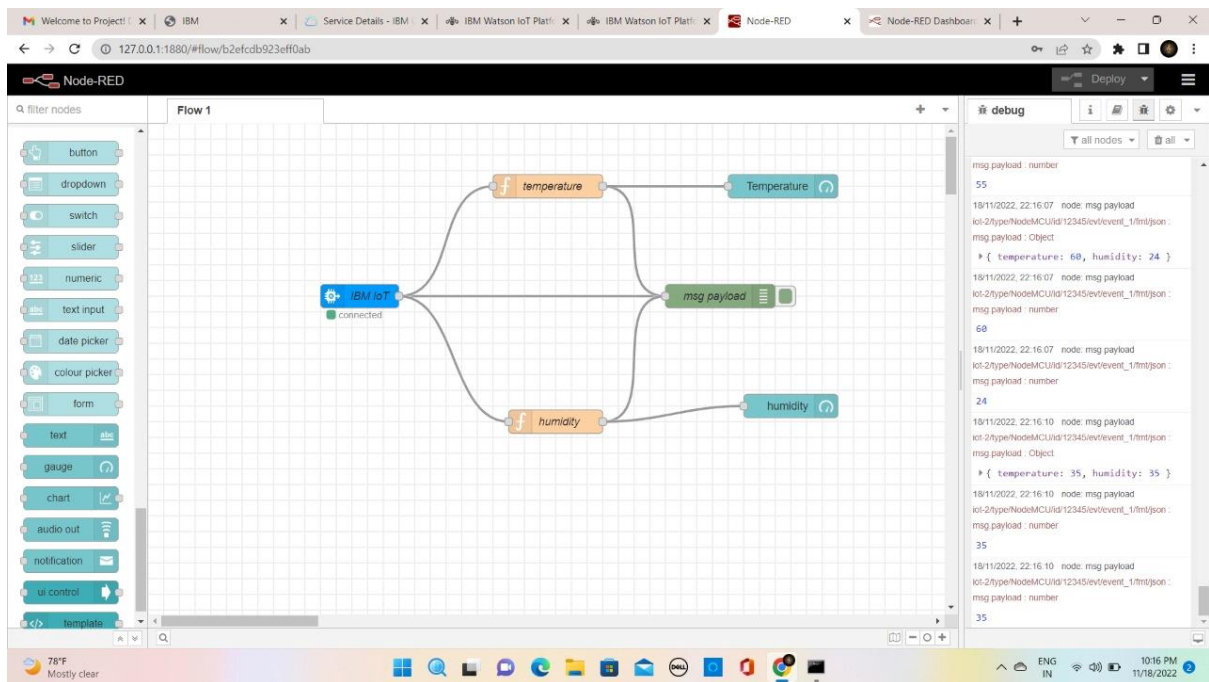 Welcome to Project!
IBM
Service Details - IBM
IBM Watson IoT Platf
IBM Watson IoT Platf
Node-RED
Node-RED Dashboar
127.0.0.1:1880/#flow/b2efcdb923eff0ab
Node-RED
Deploy
filter nodes
Flow 1
debug
all nodes
all
button
dropdown
switch
slider
numeric
text input
date picker
colour picker
form
text
gauge
chart
audio out
notification
ui control
template
temperature
Temperature
IBM IoT
connected
msg.payload
humidity
humidity
msg.payload : number
55
18/11/2022, 22:16:07 node: msg.payload
iot-2/type/NodeMCU/id/12345/evt/event_1/fmt/json :
msg.payload : Object
{ temperature: 60, humidity: 24 }
18/11/2022, 22:16:07 node: msg.payload
iot-2/type/NodeMCU/id/12345/evt/event_1/fmt/json :
msg.payload : number
60
18/11/2022, 22:16:07 node: msg.payload
iot-2/type/NodeMCU/id/12345/evt/event_1/fmt/json :
msg.payload : number
24
18/11/2022, 22:16:10 node: msg.payload
iot-2/type/NodeMCU/id/12345/evt/event_1/fmt/json :
msg.payload : Object
{ temperature: 35, humidity: 35 }
18/11/2022, 22:16:10 node: msg.payload
iot-2/type/NodeMCU/id/12345/evt/event_1/fmt/json :
msg.payload : number
35
18/11/2022, 22:16:10 node: msg.payload
iot-2/type/NodeMCU/id/12345/evt/event_1/fmt/json :
msg.payload : number
35
78°F
Mostly clear
DELL
ENG
IN
10:16 PM
11/18/2022
2